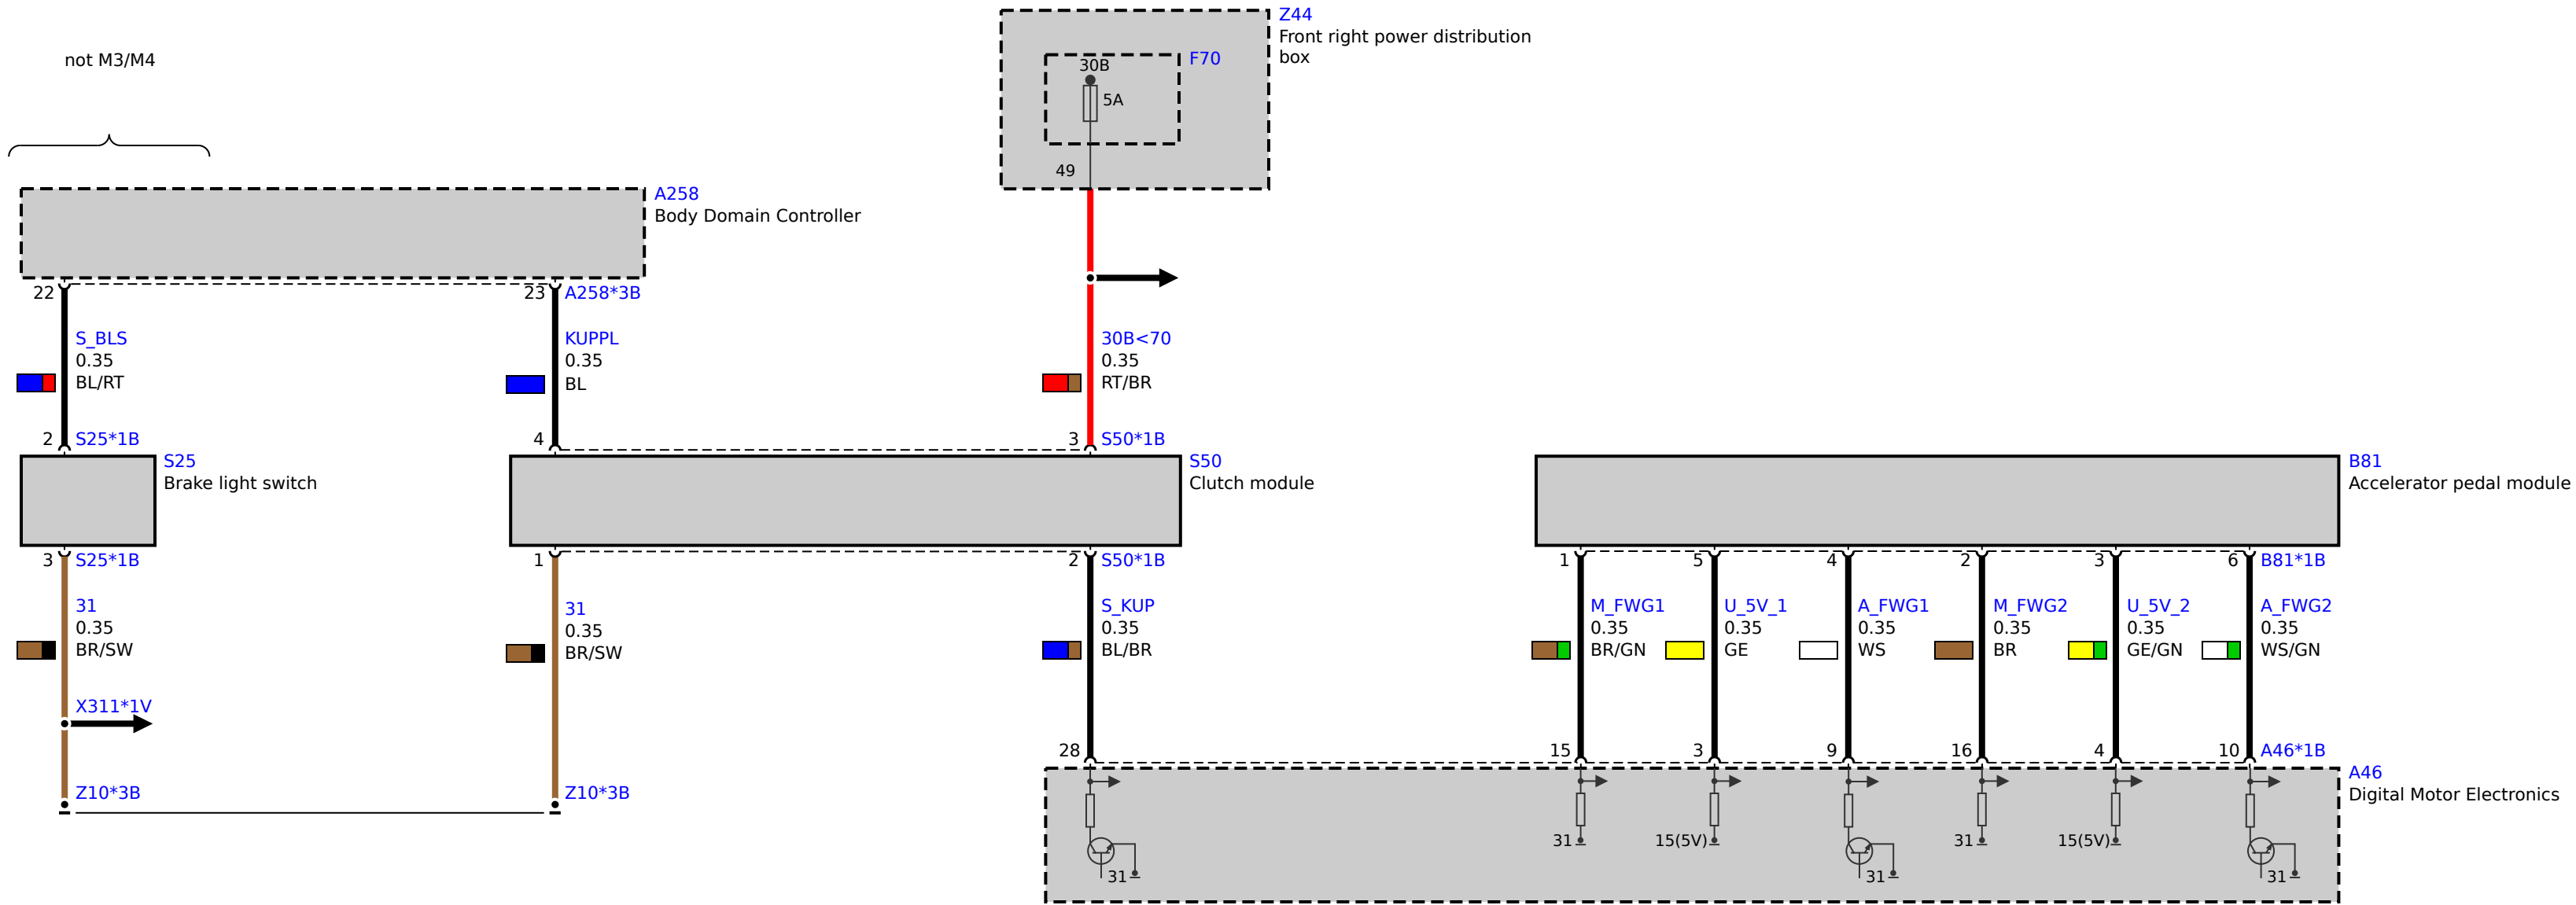 Z44
Front right power distribution
box
not M3/M4
F70
30B
5A
49
A258
Body Domain Controller
22
23
A258*3B
S_BLS
0.35
BL/RT
KUPPL
0.35
BL
30B<70
0.35
RT/BR
2
S25*1B
4
3
S50*1B
S25
Brake light switch
S50
Clutch module
B81
Accelerator pedal module
3
S25*1B
1
2
S50*1B
1
5
4
2
3
6
B81*1B
31
0.35
BR/SW
31
0.35
BR/SW
S_KUP
0.35
BL/BR
M_FWG1
0.35
BR/GN
U_5V_1
0.35
GE
A_FWG1
0.35
WS
M_FWG2
0.35
BR
U_5V_2
0.35
GE/GN
A_FWG2
0.35
WS/GN
X311*1V
28
15
3
9
16
4
10
A46*1B
Z10*3B
Z10*3B
A46
Digital Motor Electronics
31
15(5V)
31
15(5V)
31
31
31